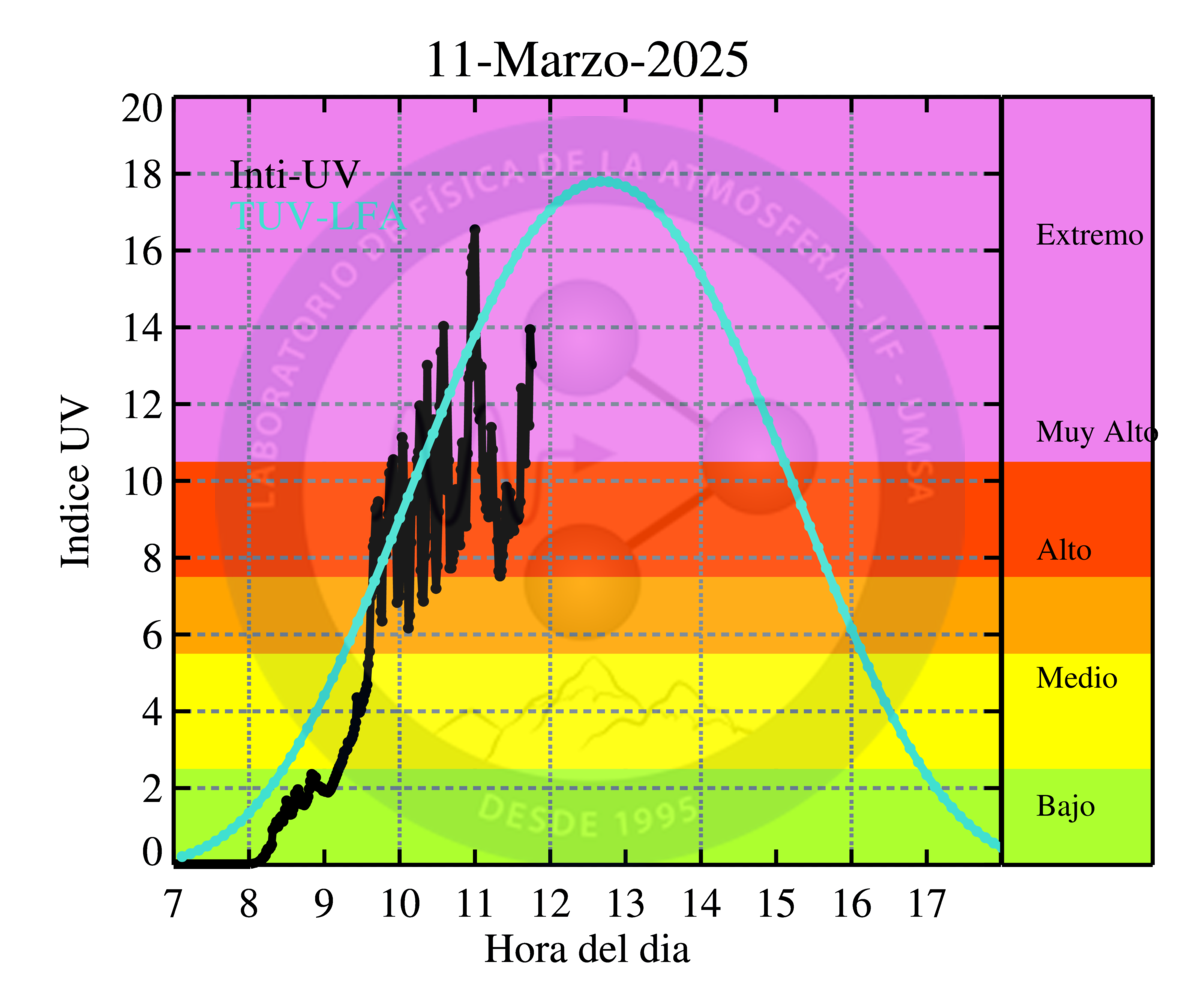 11-Marzo-2025
Inti-UV
TUV-LFA
LABORATORIO DE FÍSICA DE LA ATMÓSFERA - IIF - UMSA
DESDE 1995
Indice UV
20
18
16
14
12
10
8
6
4
2
0
Extremo
Muy Alto
Alto
Medio
Bajo
7 8 9 10 11 12 13 14 15 16 17
Hora del dia